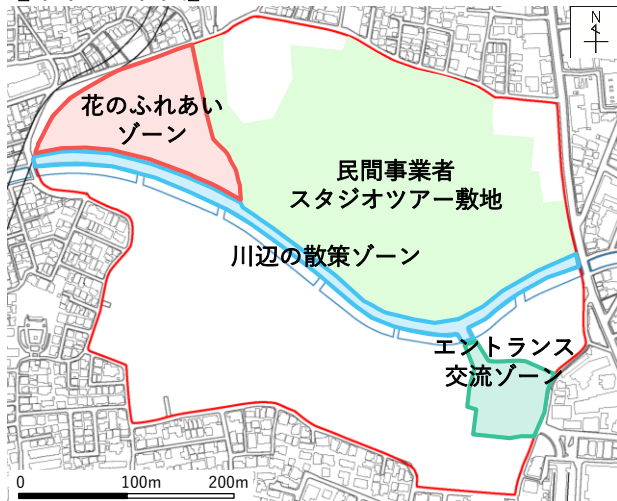 N
花のふれあい
ゾーン
民間事業者
スタジオツアー敷地
川辺の散策ゾーン
エントランス
交流ゾーン
0 100m 200m